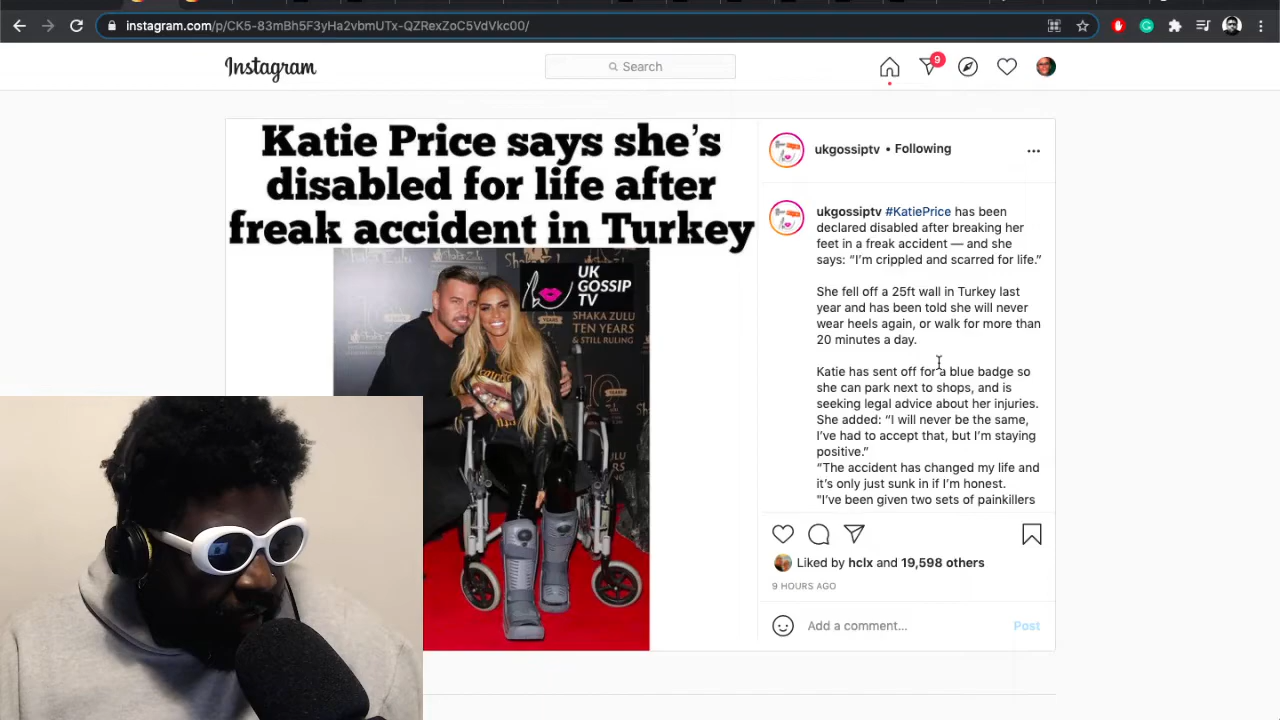 instagram.com/p/CK5-83mBh5F3yHa2vbmUTx-QZRexZoC5VdVkc00/
Instagram
Search
9
Katie Price says she's
disabled for life after
freak accident in Turkey
UK
GOSSIP
TV
SHAKA ZULU
TEN YEARS
& STILL RULING
ukgossiptv • Following
ukgossiptv #KatiePrice has been
declared disabled after breaking her
feet in a freak accident — and she
says: “I’m crippled and scarred for life.”
She fell off a 25ft wall in Turkey last
year and has been told she will never
wear heels again, or walk for more than
20 minutes a day.
Katie has sent off for a blue badge so
she can park next to shops, and is
seeking legal advice about her injuries.
She added: “I will never be the same,
I’ve had to accept that, but I’m staying
positive.”
“The accident has changed my life and
it’s only just sunk in if I’m honest.
"I’ve been given two sets of painkillers
Liked by hclx and 19,598 others
9 HOURS AGO
Add a comment...
Post